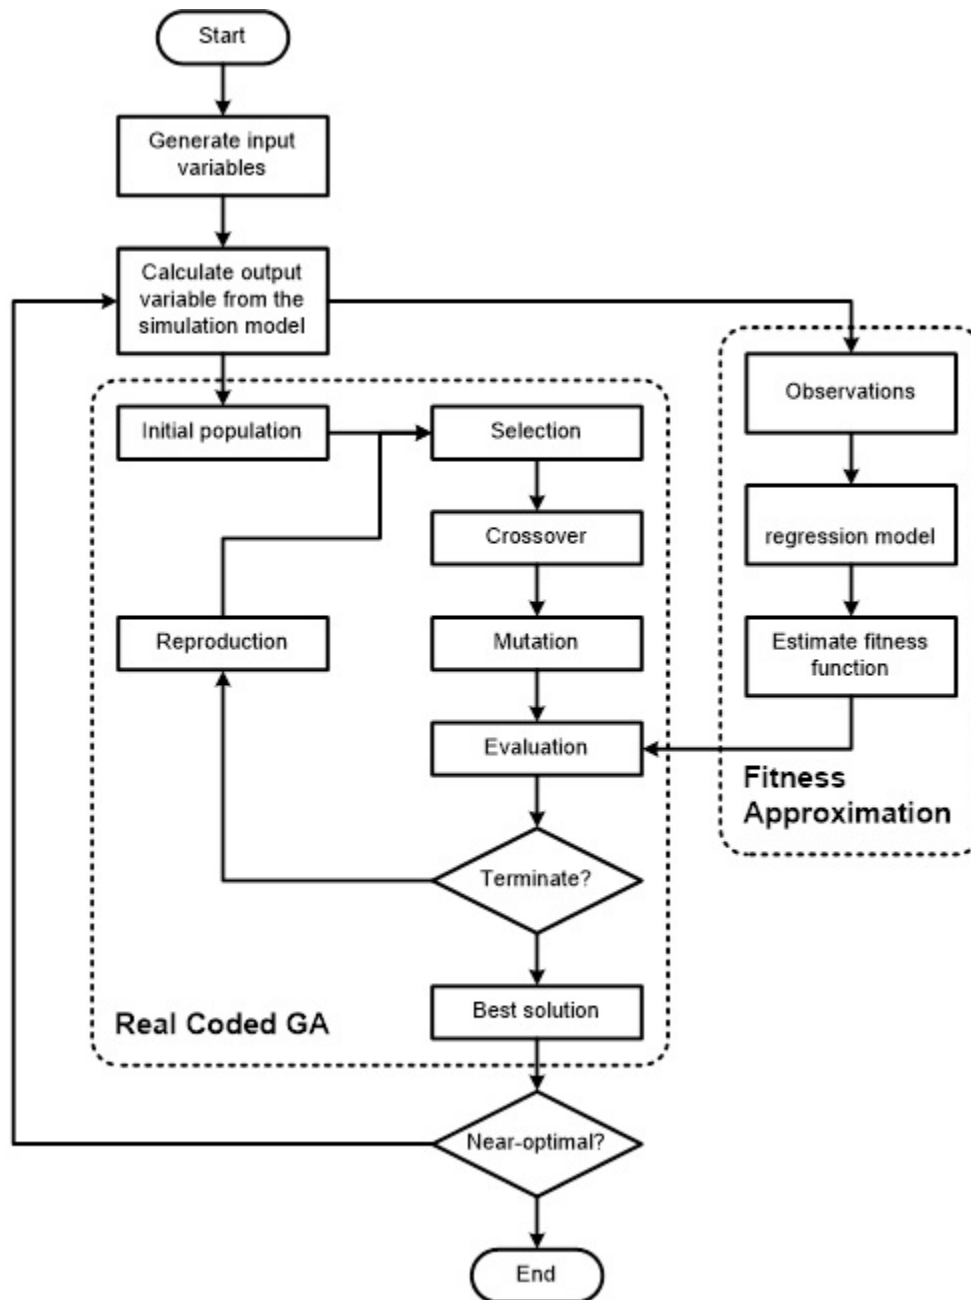 Start
Generate input
variables
Calculate output
variable from the
simulation model
Initial population
Selection
Observations
Crossover
regression model
Reproduction
Mutation
Estimate fitness
function
Evaluation
Fitness
Approximation
Terminate?
Best solution
Real Coded GA
Near-optimal?
End